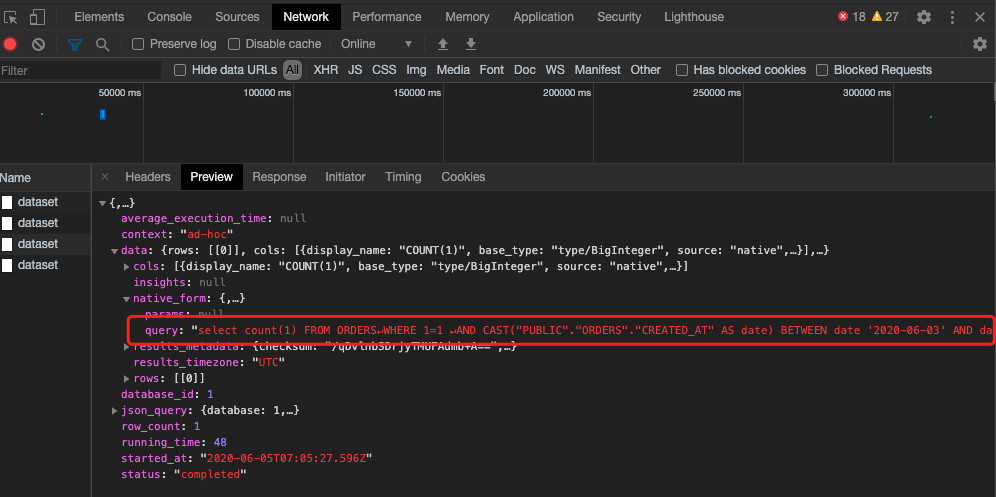 Elements Console Sources Network Performance Memory Application Security Lighthouse 18 27
Preserve log Disable cache Online
Filter Hide data URLs All XHR JS CSS Img Media Font Doc WS Manifest Other Has blocked cookies Blocked Requests
50000 ms 100000 ms 150000 ms 200000 ms 250000 ms 300000 ms
Name × Headers Preview Response Initiator Timing Cookies
dataset
dataset
dataset
dataset
{,…}
average_execution_time: null
context: "ad-hoc"
data: {rows: [[0]], cols: [{display_name: "COUNT(1)", base_type: "type/BigInteger", source: "native",…}],…}
cols: [{display_name: "COUNT(1)", base_type: "type/BigInteger", source: "native",…}]
insights: null
native_form: {,…}
params: null
query: "select count(1) FROM ORDERS↵WHERE 1=1 ↵AND CAST("PUBLIC"."ORDERS"."CREATED_AT" AS date) BETWEEN date '2020-06-03' AND da
results_metadata: {checksum:
results_timezone: "UTC"
rows: [[0]]
database_id: 1
json_query: {database: 1,…}
row_count: 1
running_time: 48
started_at: "2020-06-05T07:05:27.596Z"
status: "completed"